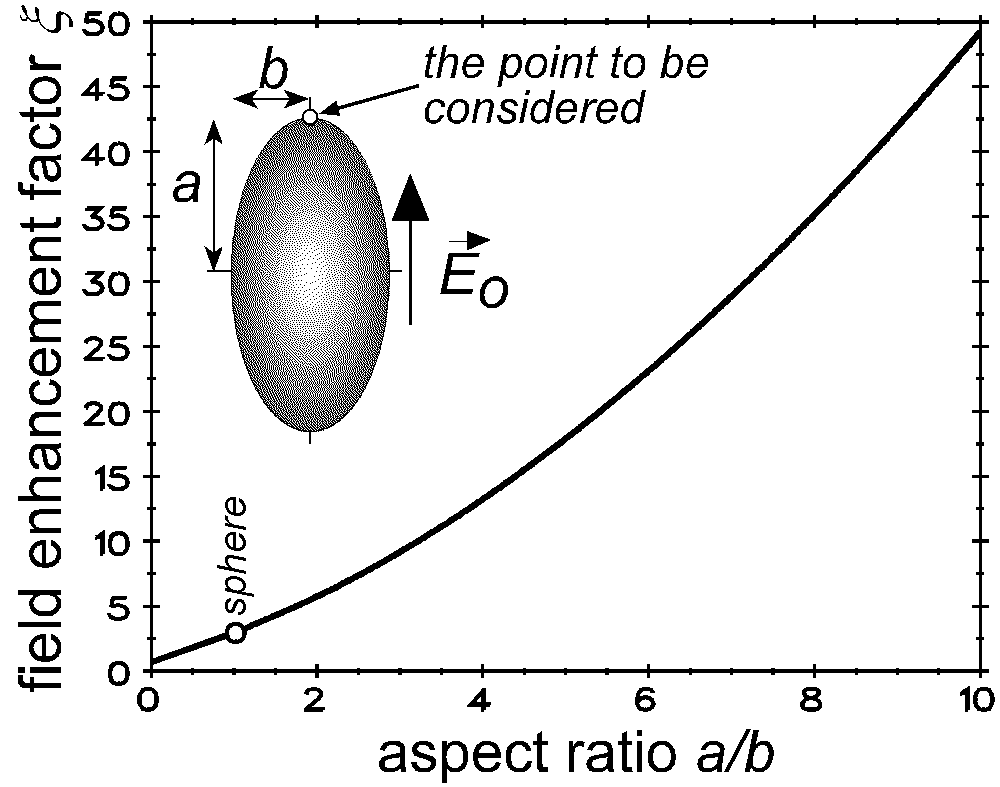 field enhancement factor ξ
50
45
40
35
30
25
20
15
10
5
0
b
the point to be
considered
a
E₀
sphere
0 2 4 6 8 10
aspect ratio a/b